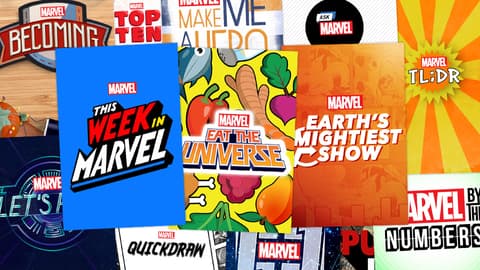 MARVEL
BECOMING
MARVEL
TOP
TEN
MAKE ME
A HERO
ASK
MARVEL
MARVEL
TL;DR
MARVEL
THIS
WEEK IN
MARVEL
MARVEL
EAT THE
UNIVERSE
MARVEL
EARTH'S
MIGHTIEST
SHOW
MARVEL
LET'S
MARVEL
QUICKDRAW
MARVEL
MARVEL
BY
THE
NUMBERS